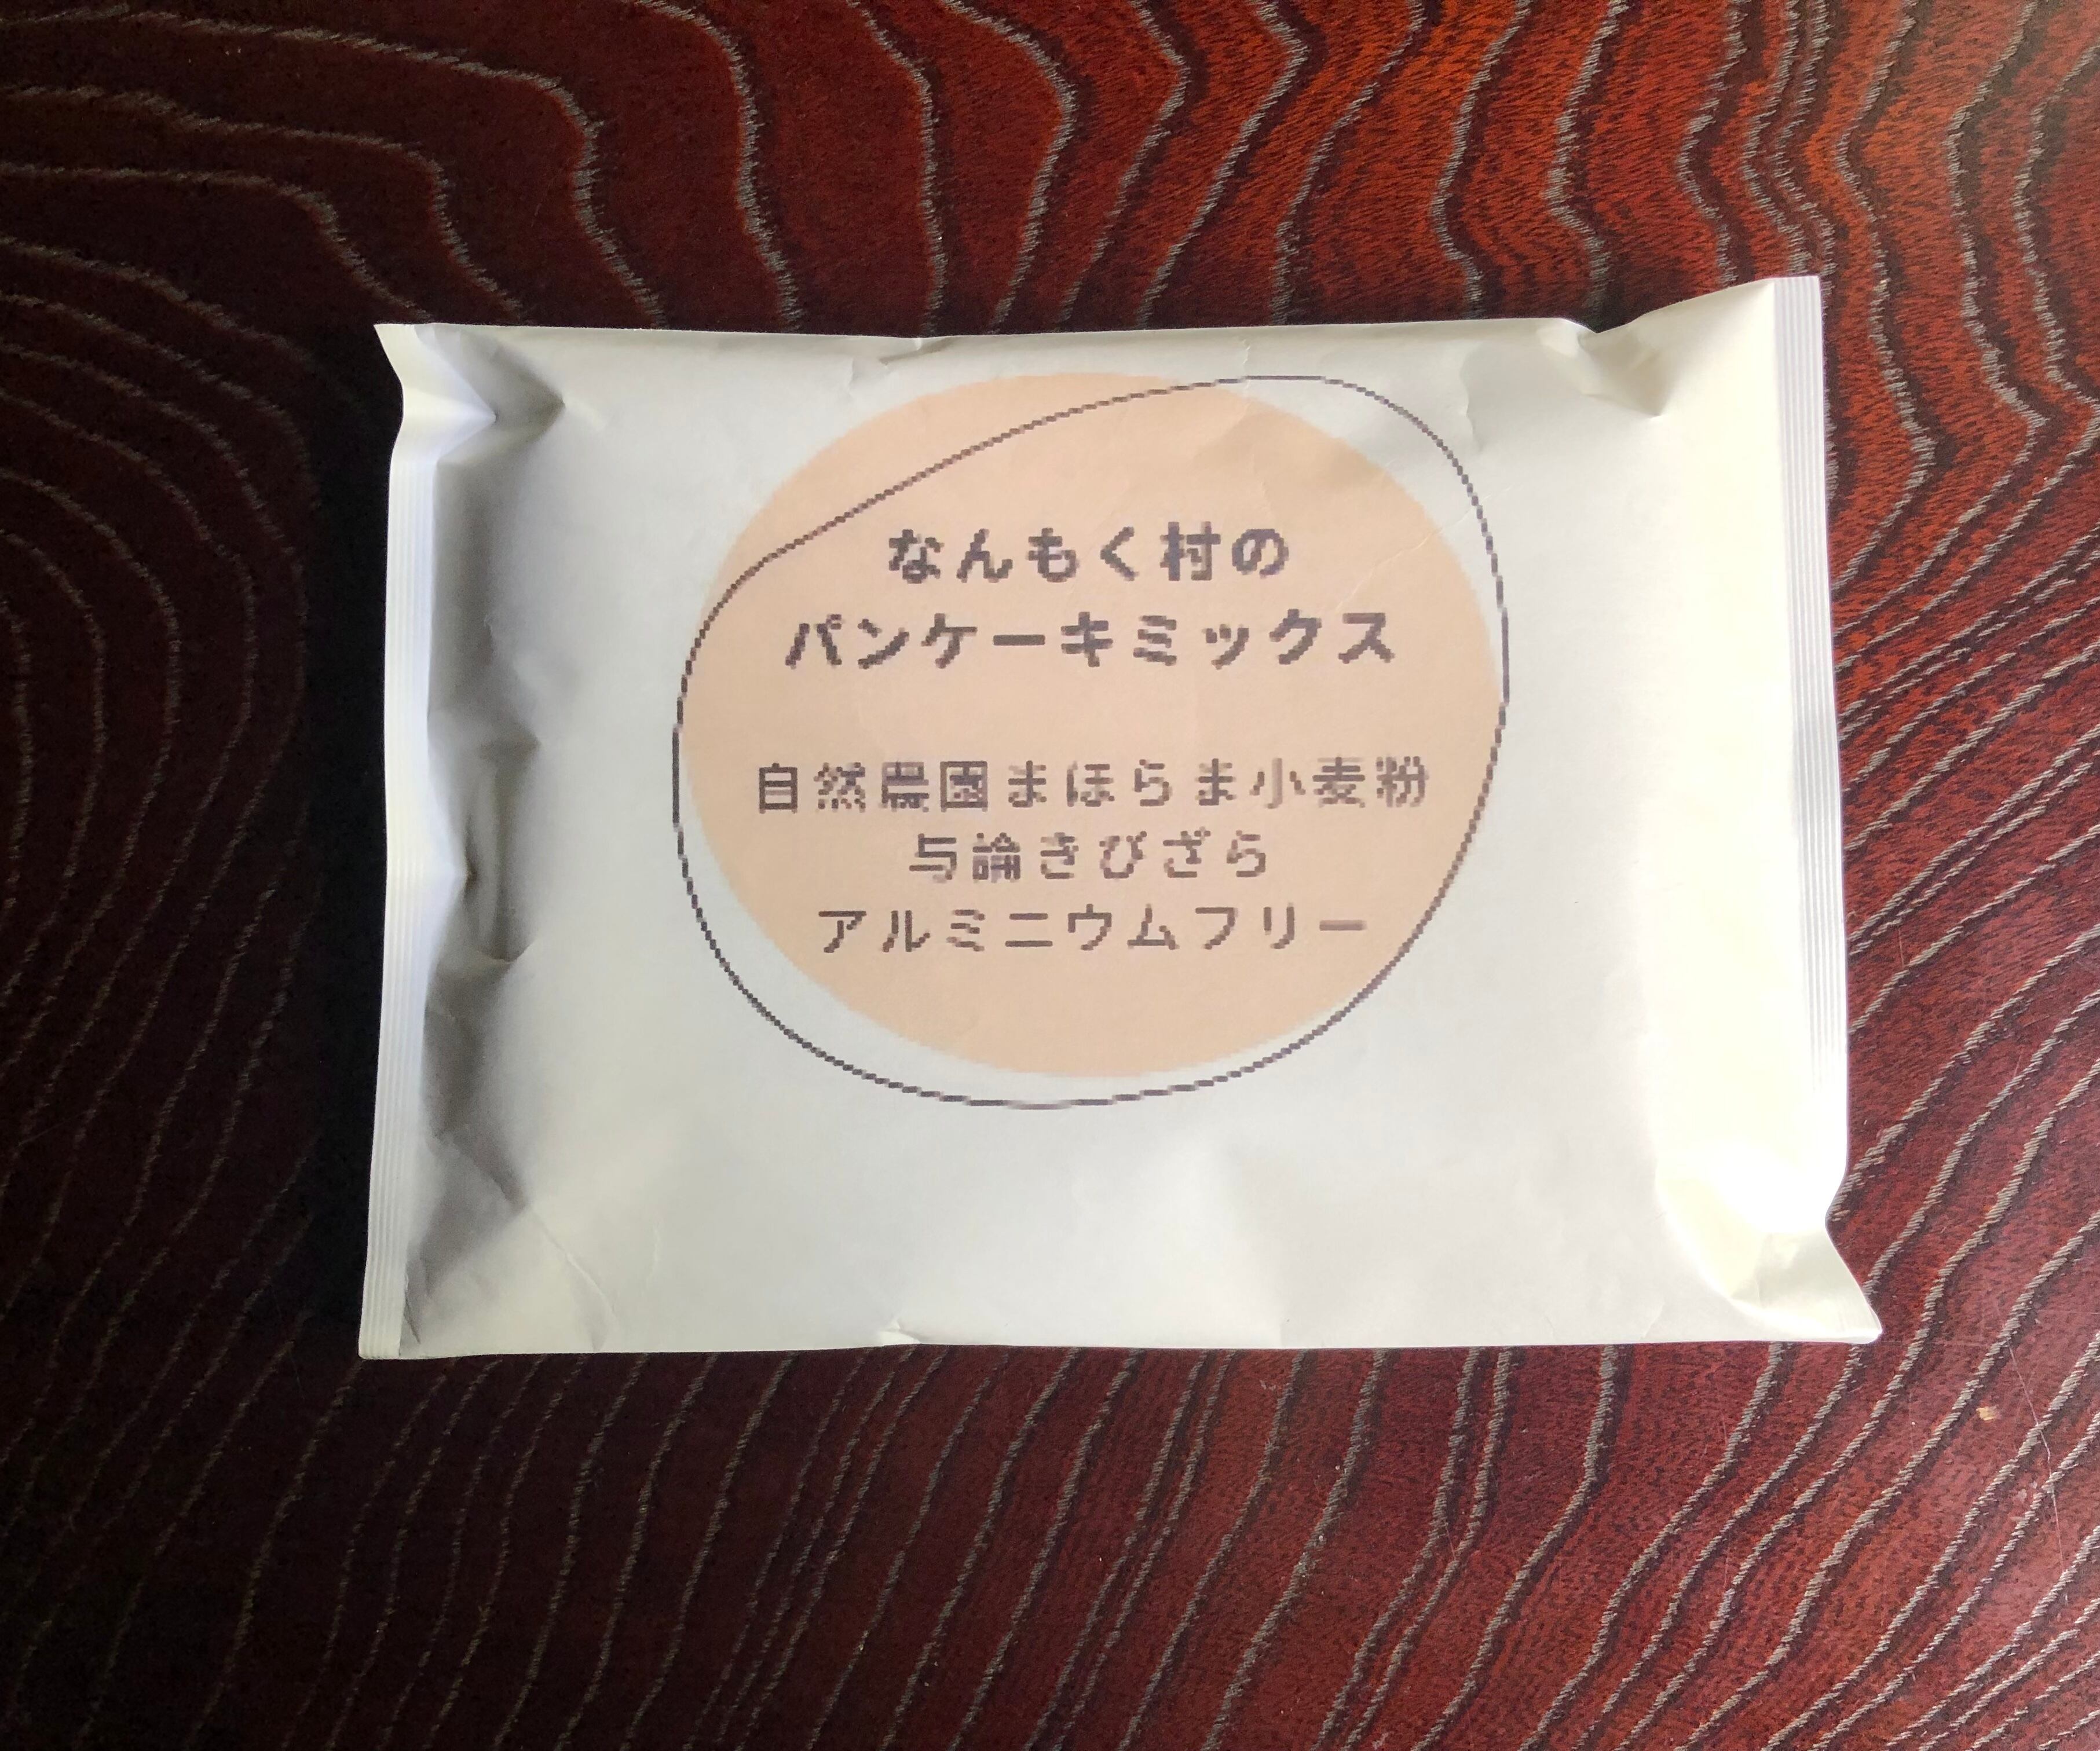 なんもく村の
パンケーキミックス
自然農園まほらま小麦粉
与論きびざら
アルミニウムフリー